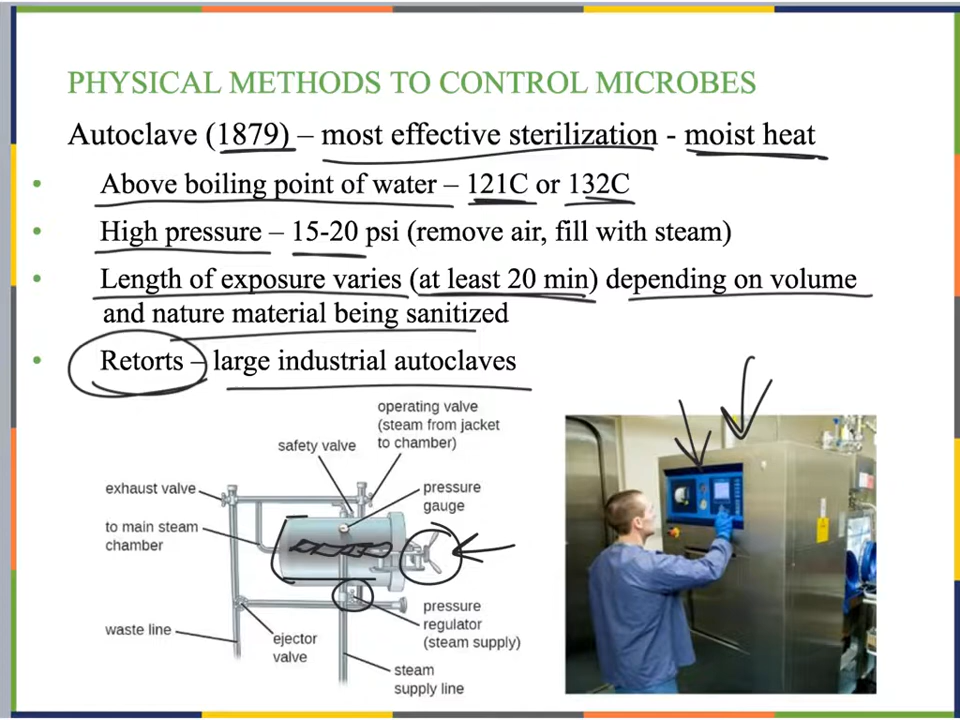 PHYSICAL METHODS TO CONTROL MICROBES
Autoclave (1879) – most effective sterilization - moist heat
• Above boiling point of water – 121C or 132C
• High pressure – 15-20 psi (remove air, fill with steam)
• Length of exposure varies (at least 20 min) depending on volume
and nature material being sanitized
• Retorts – large industrial autoclaves
operating valve
(steam from jacket
to chamber)
safety valve
exhaust valve
pressure
gauge
to main steam
chamber
pressure
regulator
(steam supply)
waste line
ejector
valve
steam
supply line